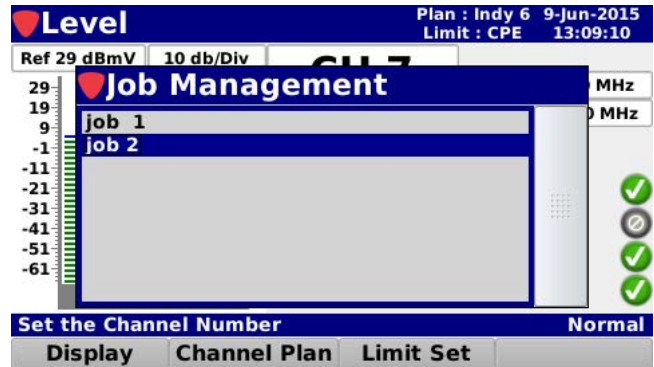 Level
Plan : Indy 6 9-Jun-2015
Limit : CPE 13:09:10
Ref 29 dBmV 10 db/Div
Job Management
MHz
MHz
29
19
9
-1
-11
-21
-31
-41
-51
-61
job 1
job 2
Set the Channel Number Normal
Display Channel Plan Limit Set